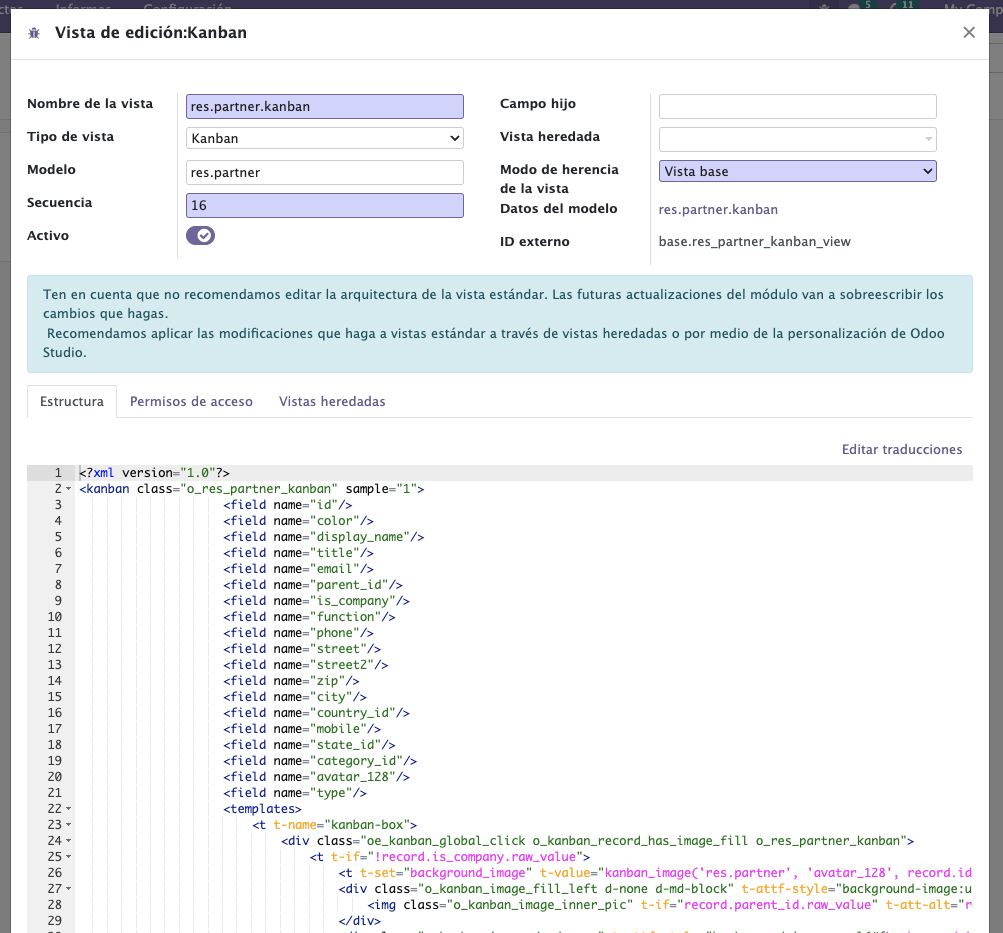 Informes Configuración 5 11
Vista de edición:Kanban
Nombre de la vista res.partner.kanban
Tipo de vista Kanban
Modelo res.partner
Secuencia 16
Activo
Campo hijo
Vista heredada
Modo de herencia de la vista Vista base
Datos del modelo res.partner.kanban
ID externo base.res_partner_kanban_view
Ten en cuenta que no recomendamos editar la arquitectura de la vista estándar. Las futuras actualizaciones del módulo van a sobreescribir los
cambios que hagas.
Recomendamos aplicar las modificaciones que haga a vistas estándar a través de vistas heredadas o por medio de la personalización de Odoo
Studio.
Estructura Permisos de acceso Vistas heredadas
Editar traducciones
1 <?xml version="1.0"?>
2 <kanban class="o_res_partner_kanban" sample="1">
3 <field name="id"/>
4 <field name="color"/>
5 <field name="display_name"/>
6 <field name="title"/>
7 <field name="email"/>
8 <field name="parent_id"/>
9 <field name="is_company"/>
10 <field name="function"/>
11 <field name="phone"/>
12 <field name="street"/>
13 <field name="street2"/>
14 <field name="zip"/>
15 <field name="city"/>
16 <field name="country_id"/>
17 <field name="mobile"/>
18 <field name="state_id"/>
19 <field name="category_id"/>
20 <field name="avatar_128"/>
21 <field name="type"/>
22 <templates>
23 <t t-name="kanban-box">
24 <div class="oe_kanban_global_click o_kanban_record_has_image_fill o_res_partner_kanban">
25 <t t-if="!record.is_company.raw_value">
26 <t t-set="background_image" t-value="kanban_image('res.partner', 'avatar_128', record.id
27 <div class="o_kanban_image_fill_left d-none d-md-block" t-attf-style="background-image:u
28 <img class="o_kanban_image_inner_pic" t-if="record.parent_id.raw_value" t-att-alt="r
29 </div>